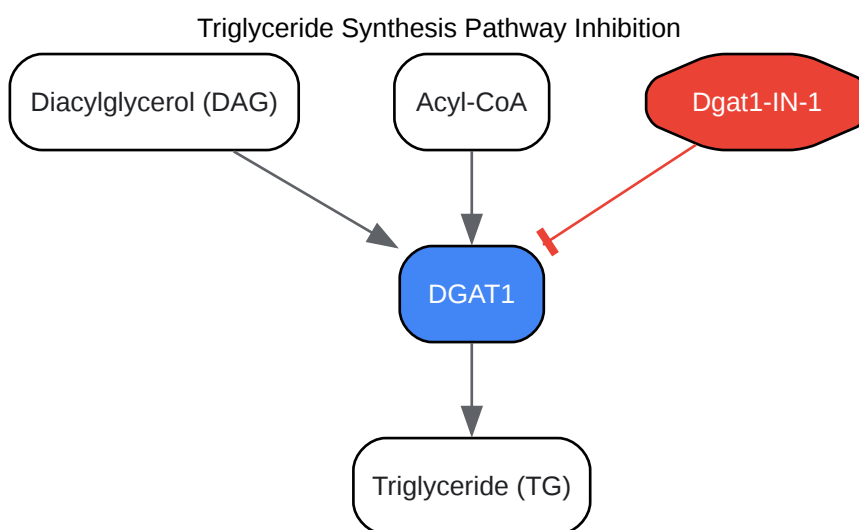 Triglyceride Synthesis Pathway Inhibition
Diacylglycerol (DAG)
Acyl-CoA
Dgat1-IN-1
DGAT1
Triglyceride (TG)